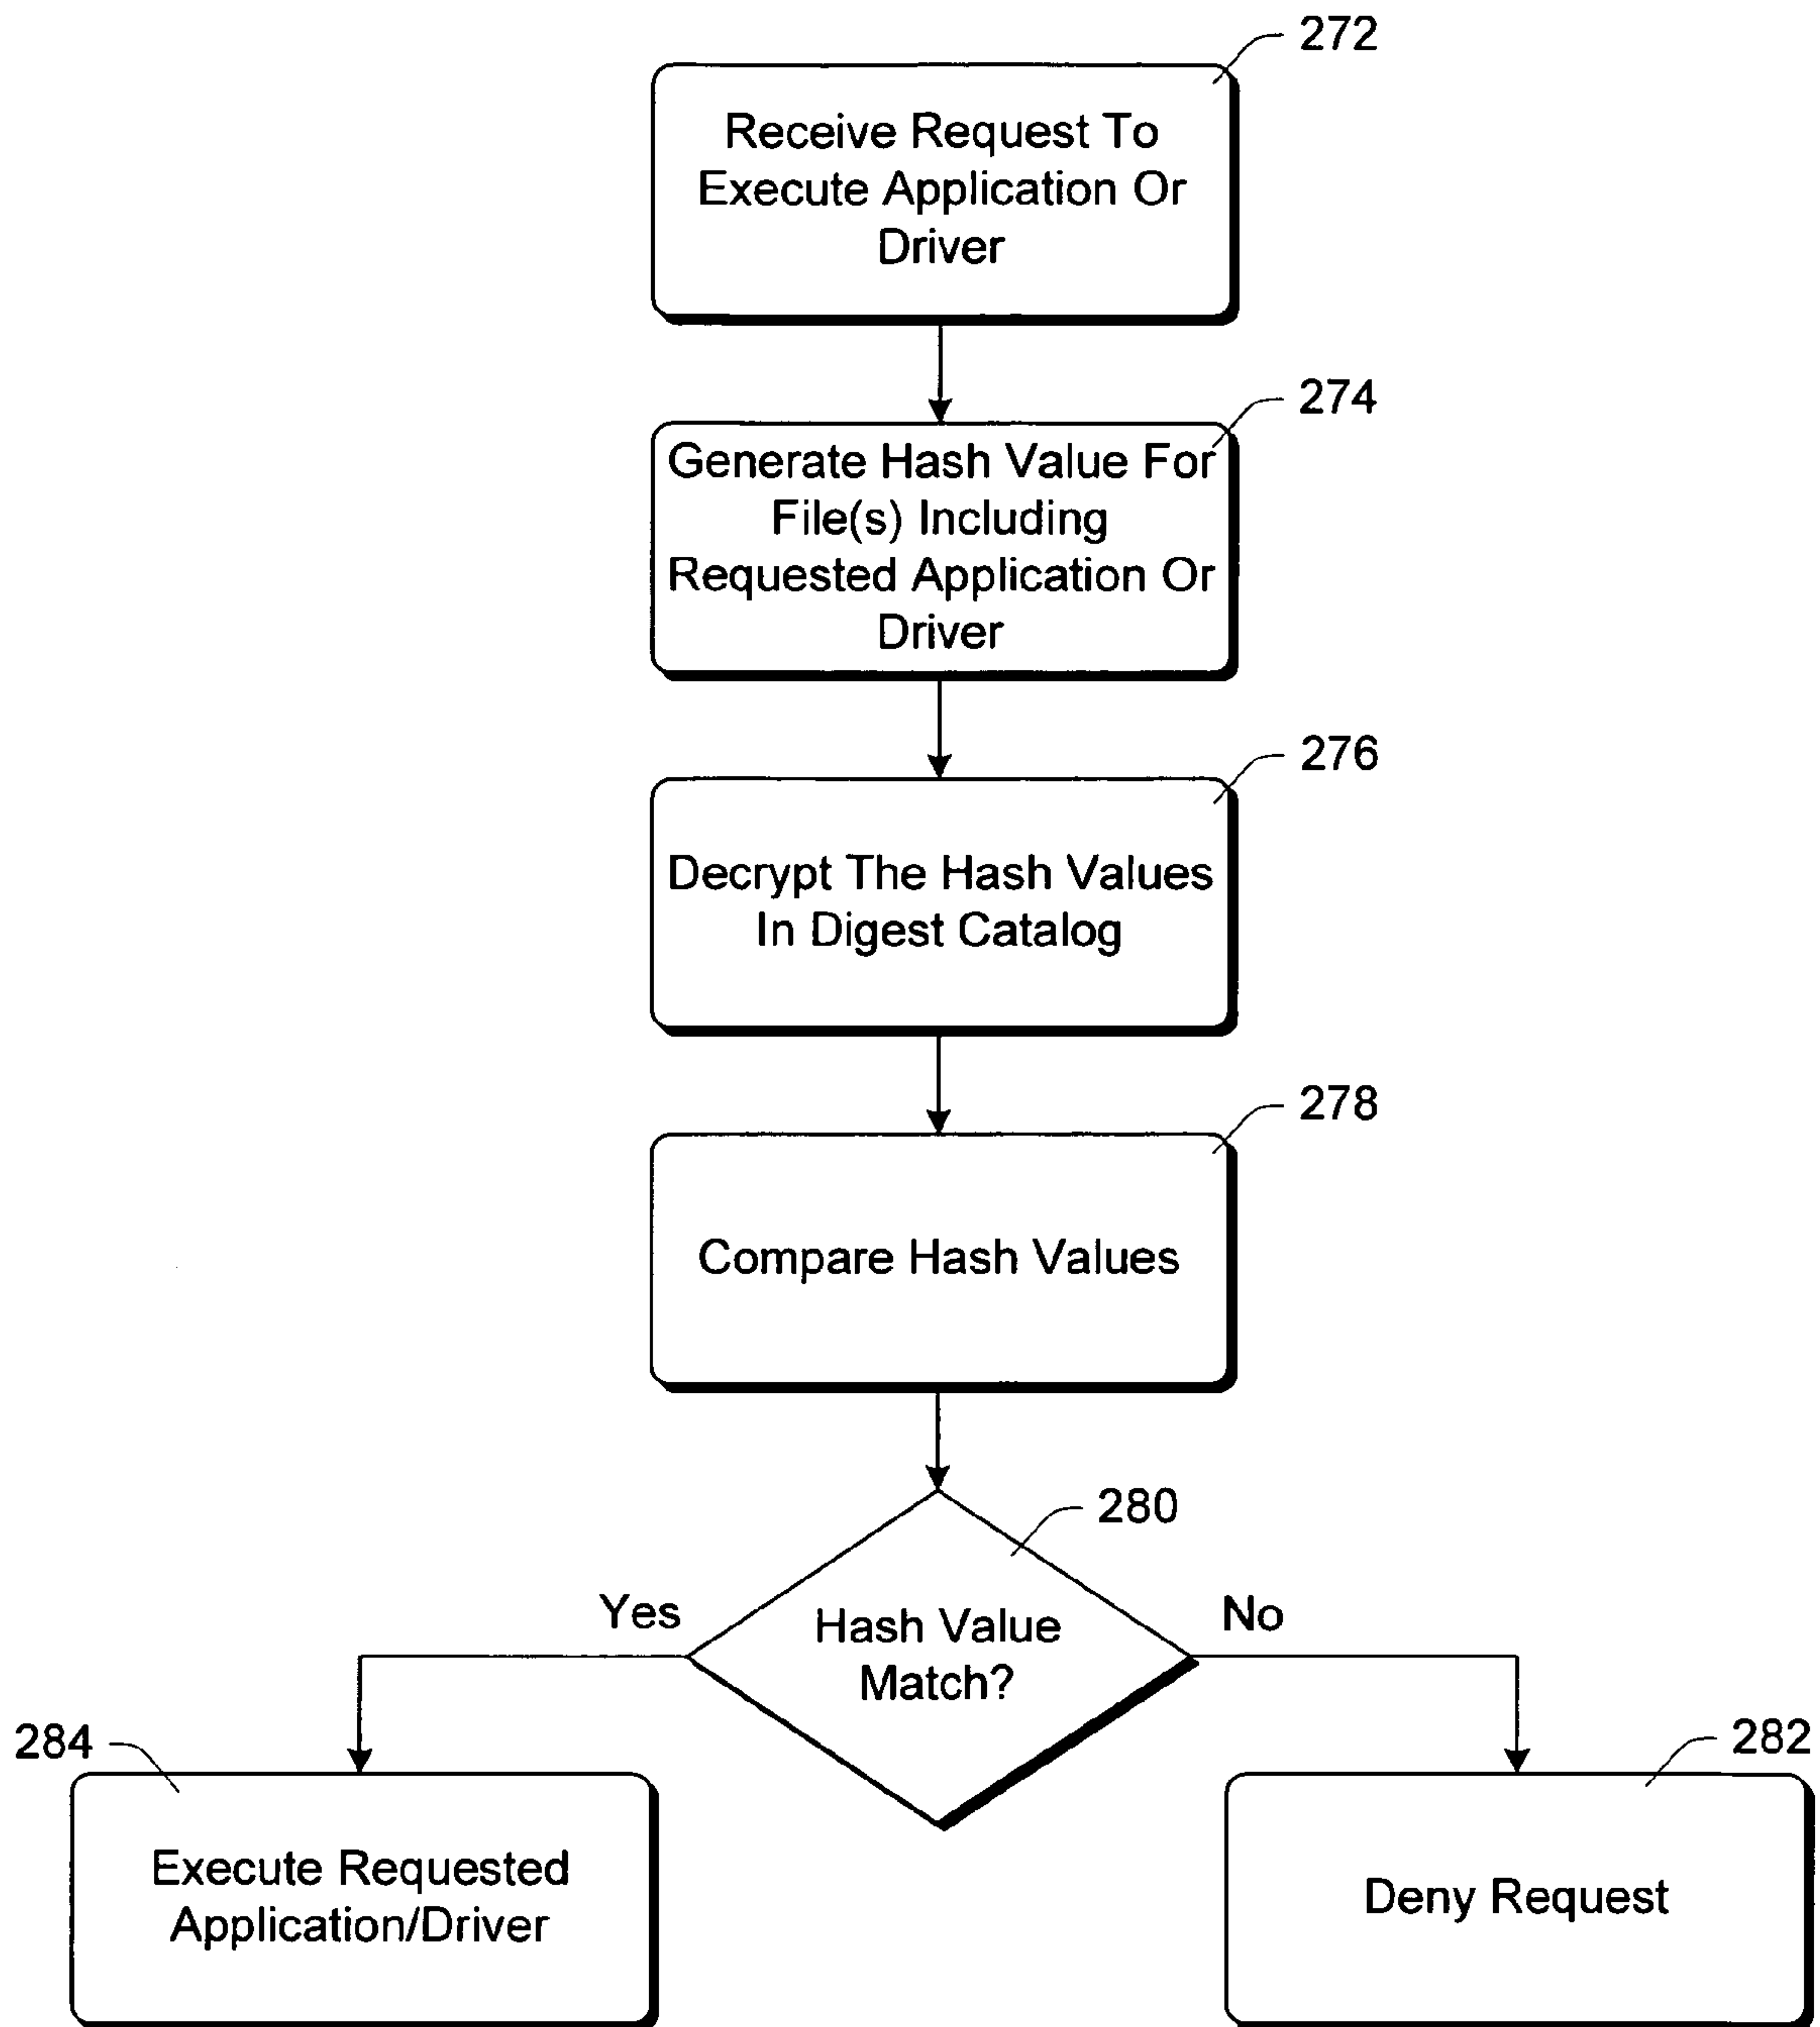 272
Receive Request To
Execute Application Or
Driver
274
Generate Hash Value For
File(s) Including
Requested Application Or
Driver
276
Decrypt The Hash Values
In Digest Catalog
278
Compare Hash Values
280
Hash Value
Match?
Yes
No
284
Execute Requested
Application/Driver
282
Deny Request